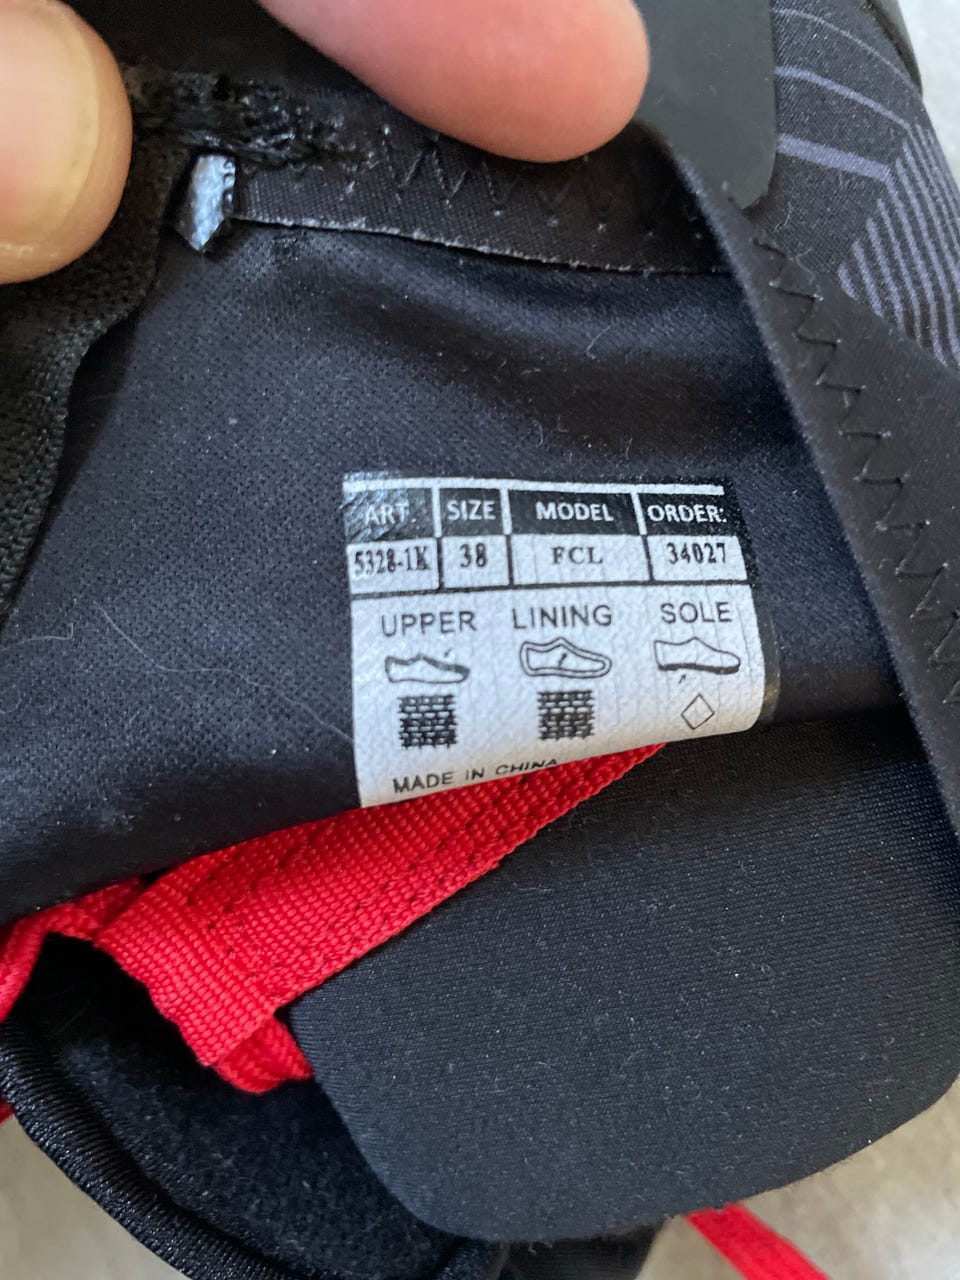 ART. SIZE MODEL ORDER:
5328-1K 38 FCL 34027
UPPER LINING SOLE
MADE IN CHINA